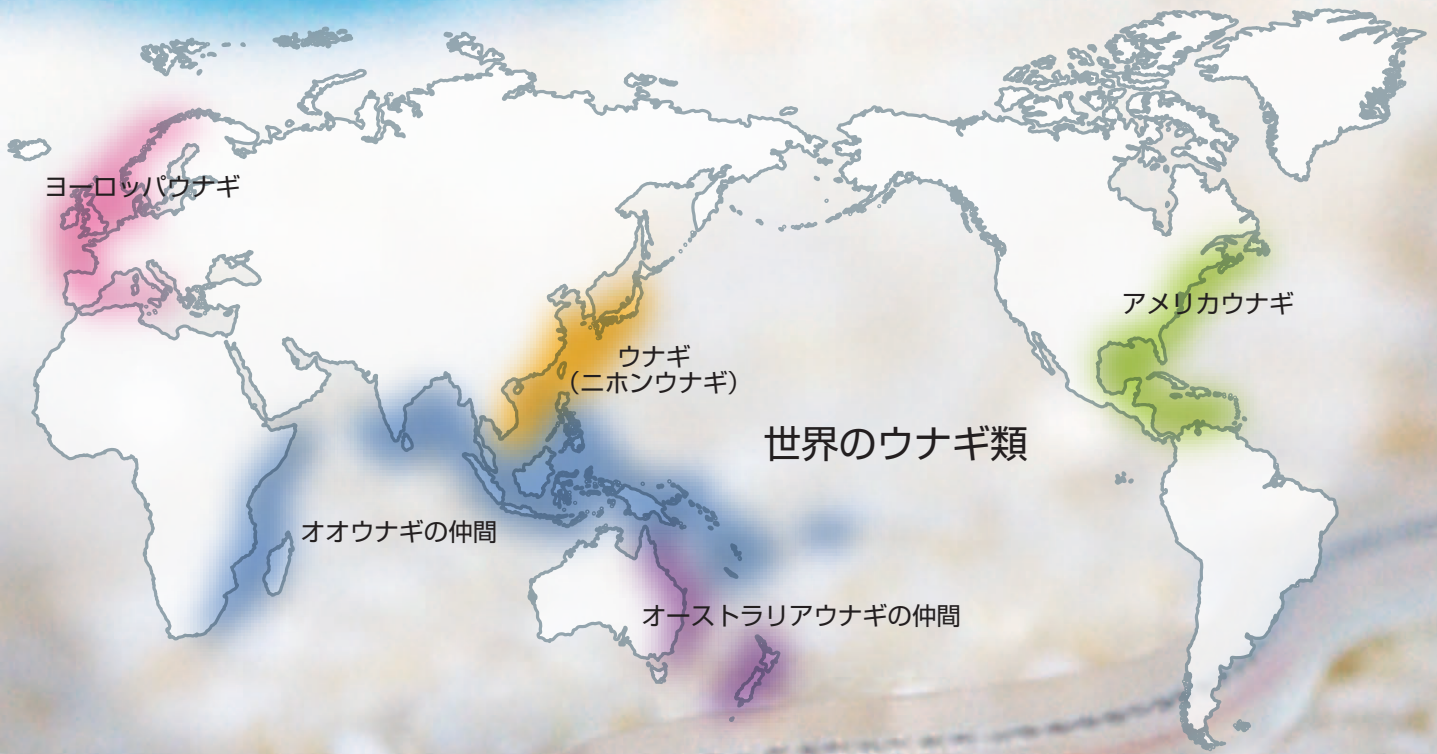 ヨーロッパウナギ
アメリカウナギ
ウナギ
（ニホンウナギ）
世界のウナギ類
オオウナギの仲間
オーストラリアウナギの仲間